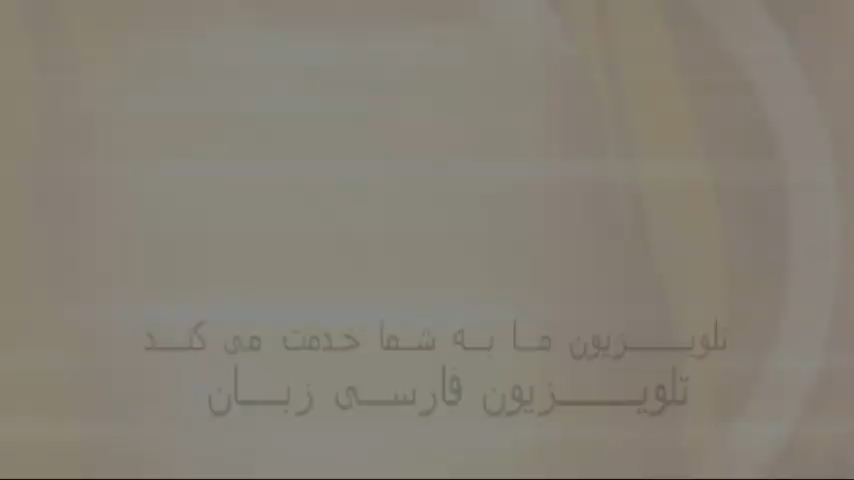 تلویزیون ما به شما خدمت می کند
تلویزیون فارسی زبان